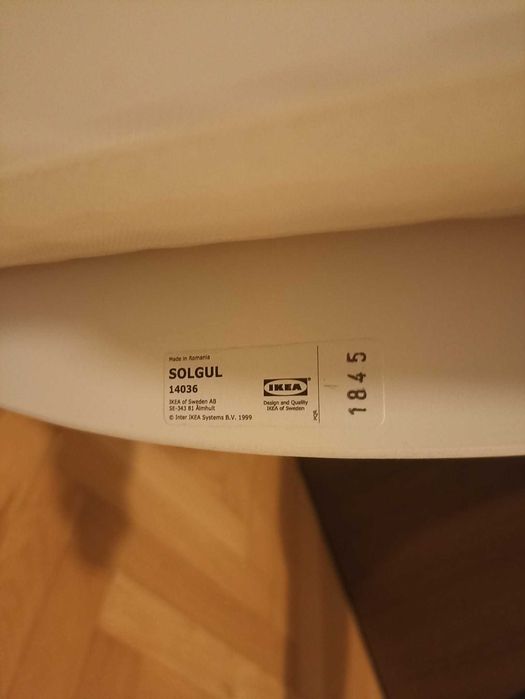 Made in Romania
SOLGUL
14036
IKEA of Sweden AB
SE-343 81 Älmhult
© Inter IKEA Systems B.V. 1999
IKEA
Design and Quality
IKEA of Sweden
1845